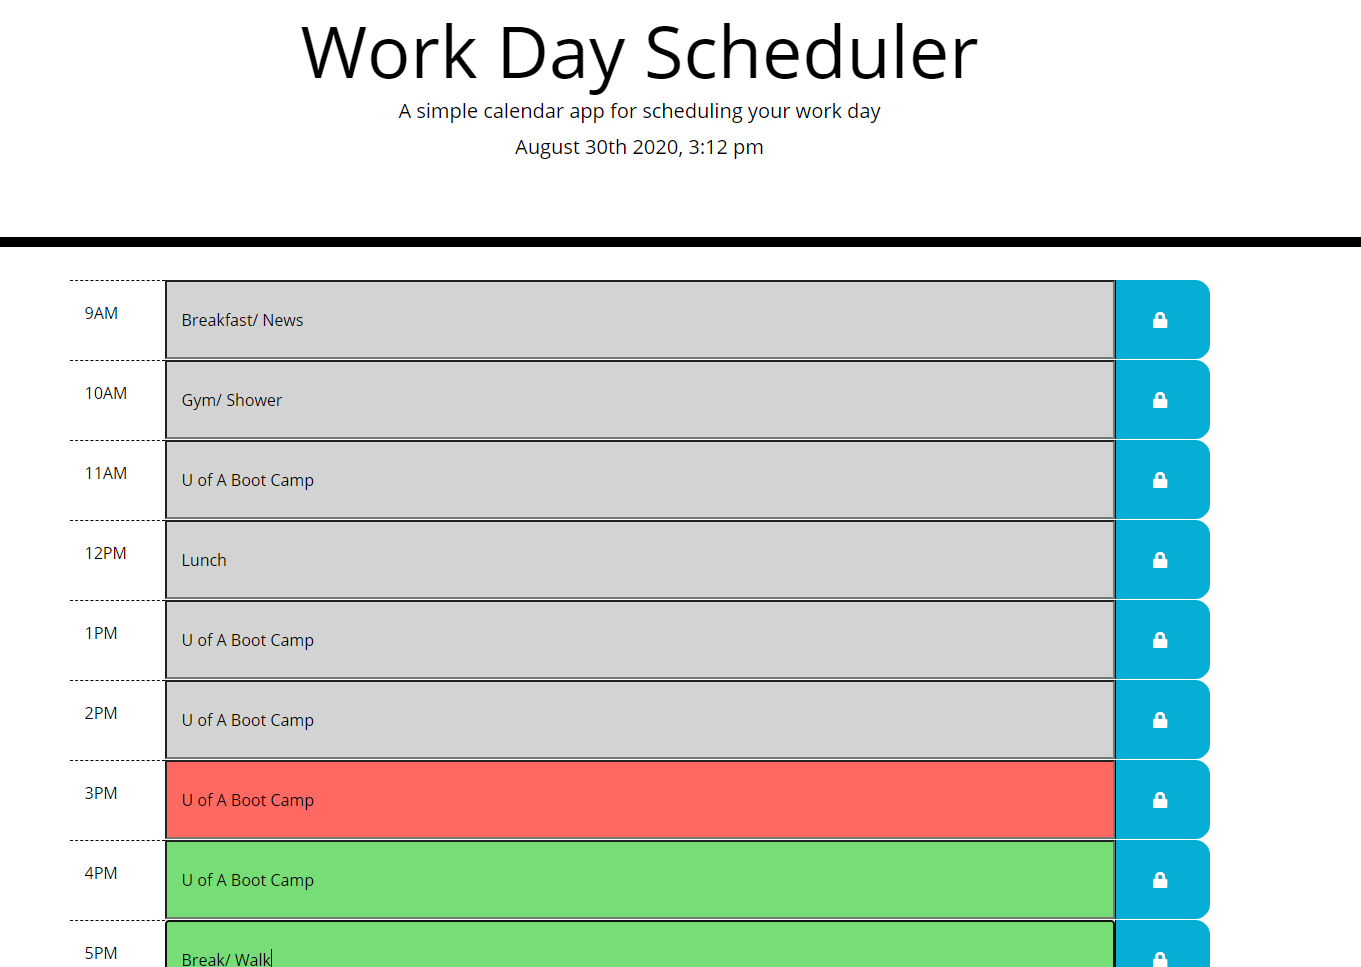 Work Day Scheduler
A simple calendar app for scheduling your work day
August 30th 2020, 3:12 pm
9AM Breakfast/ News
10AM Gym/ Shower
11AM U of A Boot Camp
12PM Lunch
1PM U of A Boot Camp
2PM U of A Boot Camp
3PM U of A Boot Camp
4PM U of A Boot Camp
5PM Break/ Walk